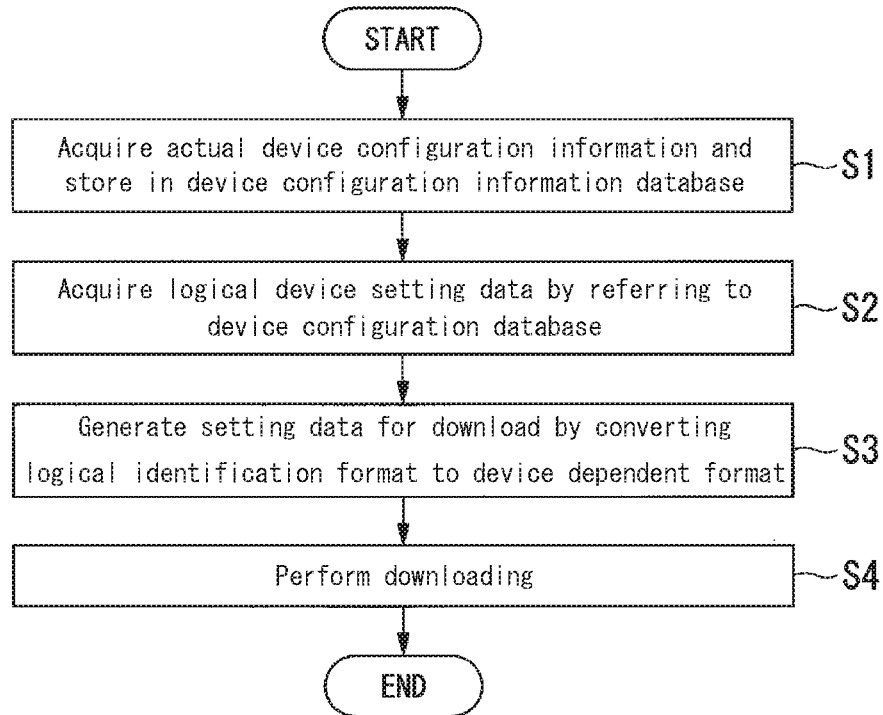 START
Acquire actual device configuration information and
store in device configuration information database
S1
Acquire logical device setting data by referring to
device configuration database
S2
Generate setting data for download by converting
logical identification format to device dependent format
S3
Perform downloading
S4
END